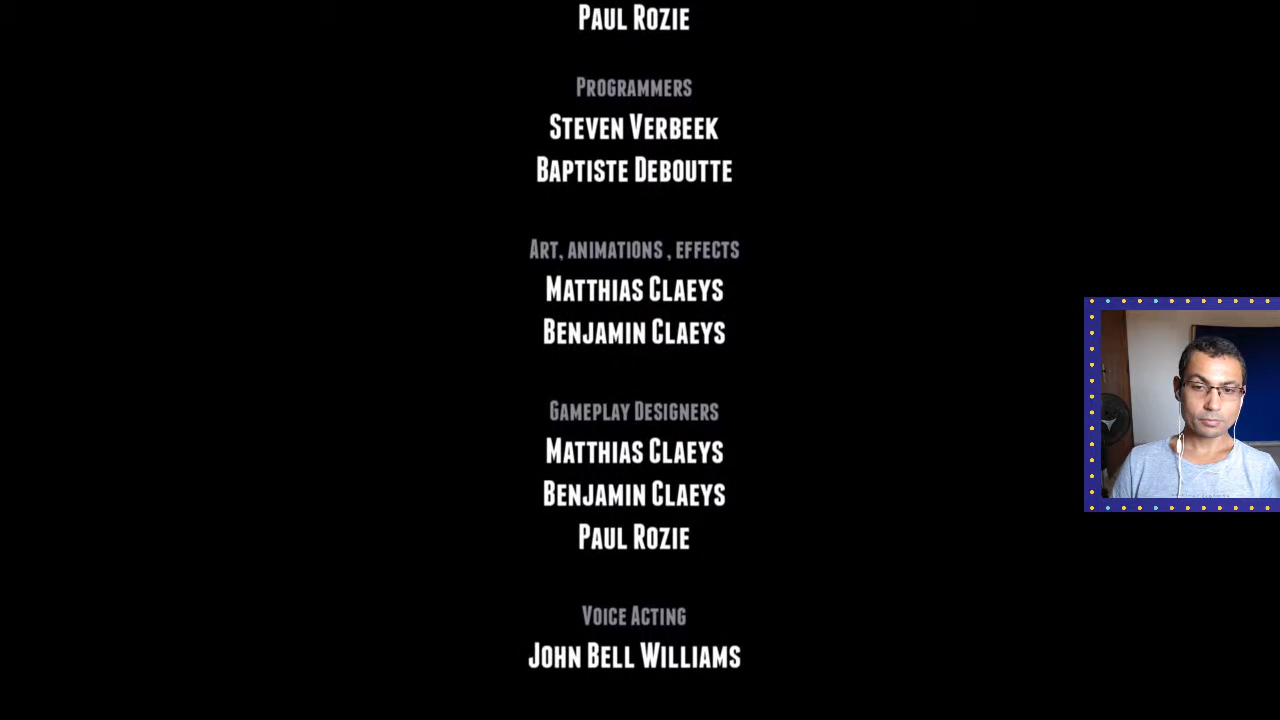 Paul Rozie
Programmers
Steven Verbeek
Baptiste Deboutte
Art, animations , effects
Matthias Claeys
Benjamin Claeys
Gameplay Designers
Matthias Claeys
Benjamin Claeys
Paul Rozie
Voice Acting
John Bell Williams